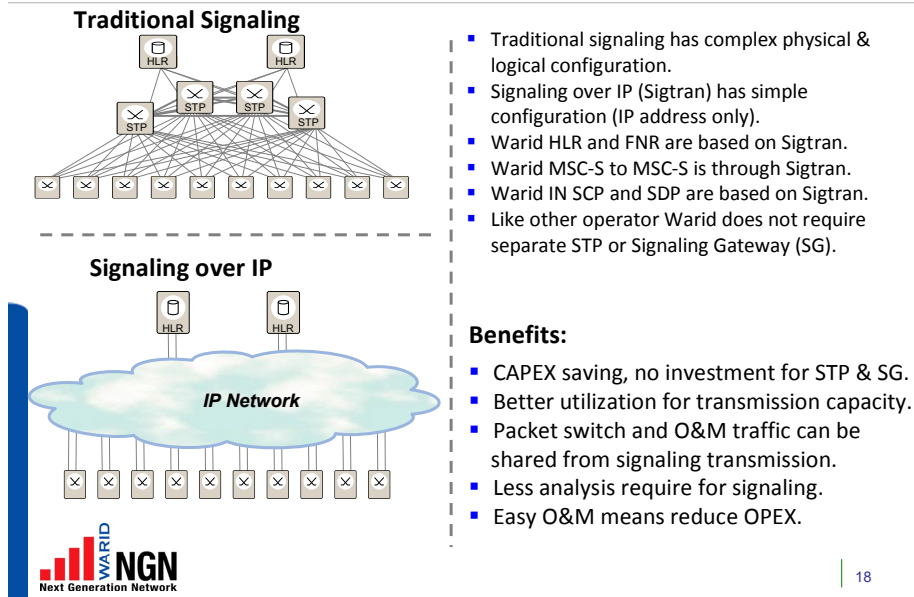 Traditional Signaling
HLR
HLR
STP
STP
STP
STP
Signaling over IP
HLR
HLR
IP Network
▪ Traditional signaling has complex physical &
logical configuration.
▪ Signaling over IP (Sigtran) has simple
configuration (IP address only).
▪ Warid HLR and FNR are based on Sigtran.
▪ Warid MSC-S to MSC-S is through Sigtran.
▪ Warid IN SCP and SDP are based on Sigtran.
▪ Like other operator Warid does not require
separate STP or Signaling Gateway (SG).
Benefits:
▪ CAPEX saving, no investment for STP & SG.
▪ Better utilization for transmission capacity.
▪ Packet switch and O&M traffic can be
shared from signaling transmission.
▪ Less analysis require for signaling.
▪ Easy O&M means reduce OPEX.
WARID
NGN
Next Generation Network
18